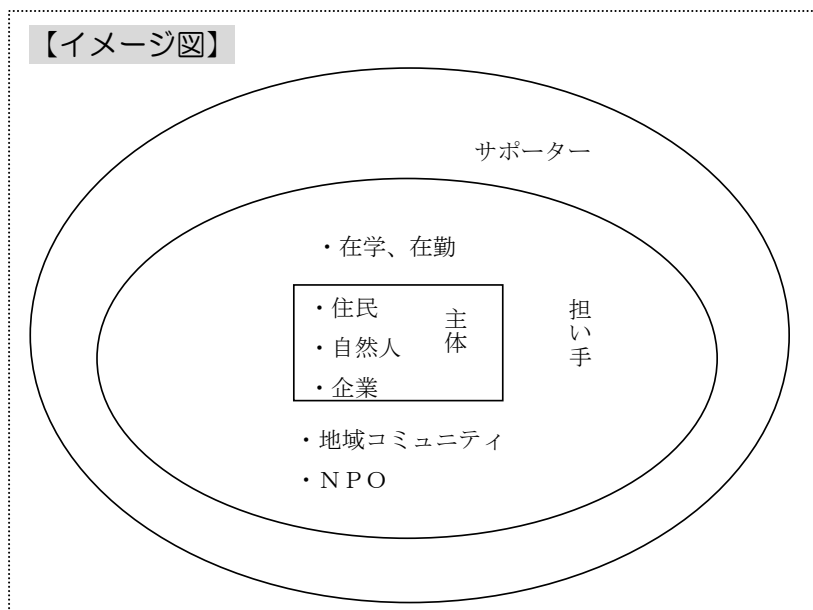 【イメージ図】
サポーター
・在学、在勤
・住民
・自然人
・企業
主体
担い手
・地域コミュニティ
・ＮＰＯ